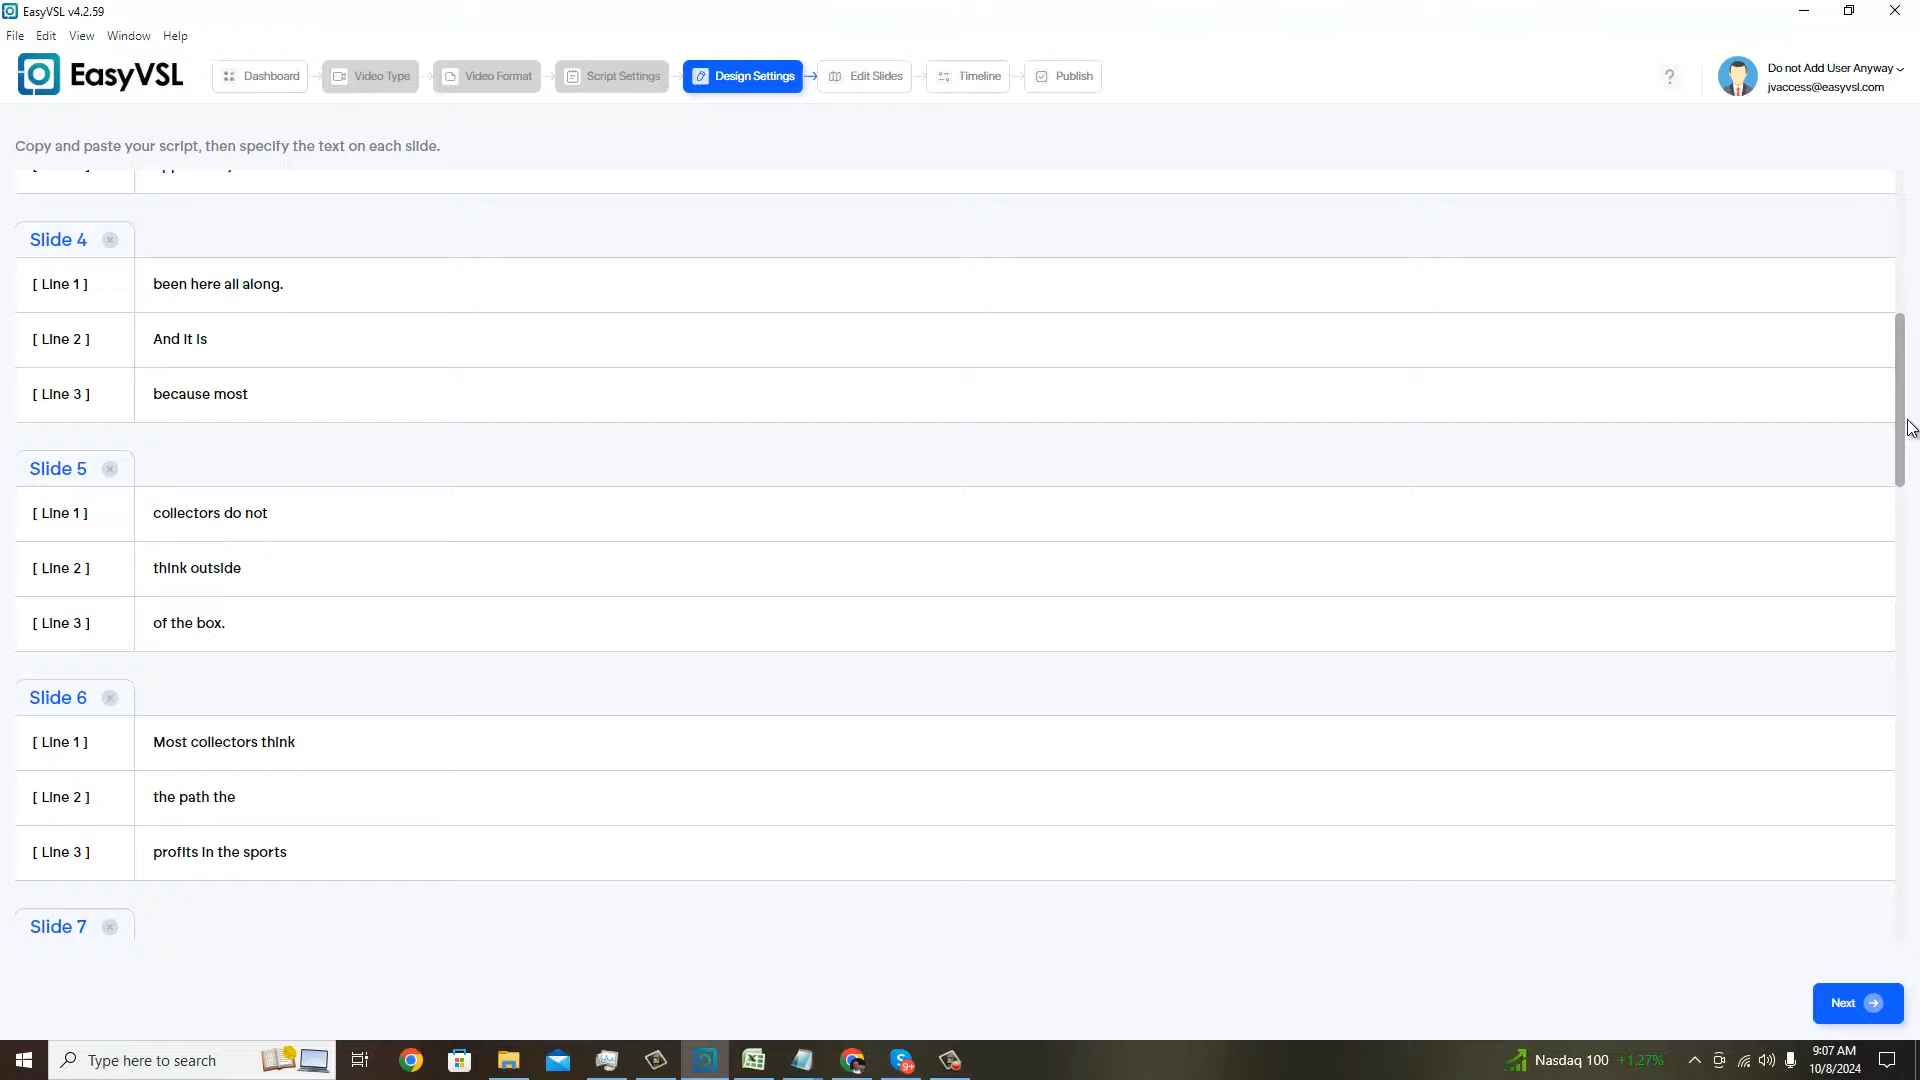 EasyVSL v4.2.59
File Edit View Window Help
EasyVSL
Dashboard
Video Type
Video Format
Script Settings
Design Settings
Edit Slides
Timeline
Publish
?
Do not Add User Anyway
jvaccess@easyvsl.com
Copy and paste your script, then specify the text on each slide.
Slide 4
[ Line 1 ] been here all along.
[ Line 2 ] And it is
[ Line 3 ] because most
Slide 5
[ Line 1 ] collectors do not
[ Line 2 ] think outside
[ Line 3 ] of the box.
Slide 6
[ Line 1 ] Most collectors think
[ Line 2 ] the path the
[ Line 3 ] profits in the sports
Slide 7
Next
Type here to search
9+
Nasdaq 100 +1.27%
9:07 AM
10/8/2024